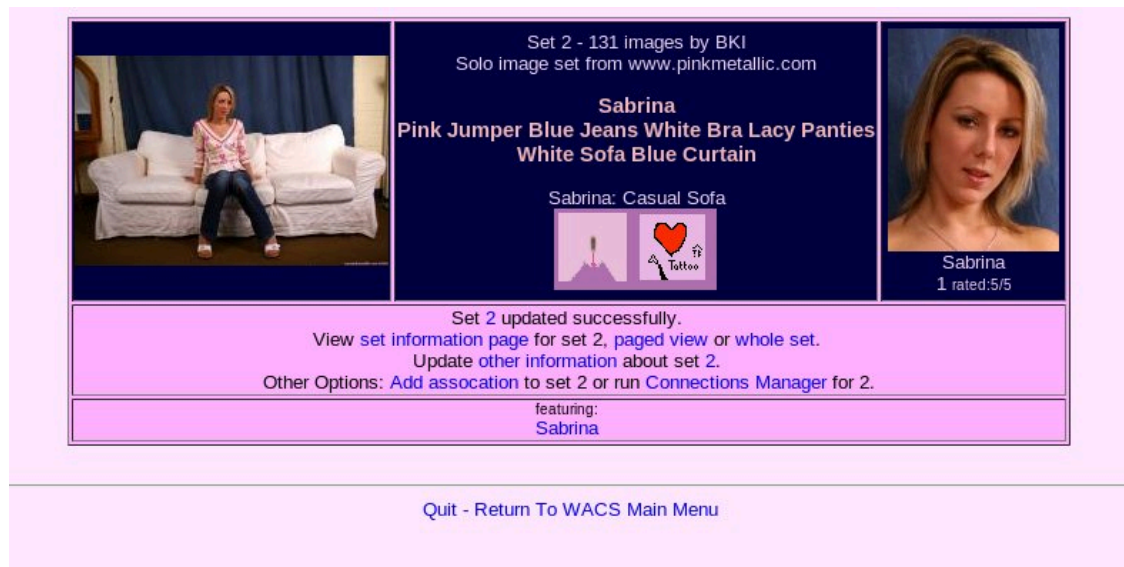 Set 2 - 131 images by BKI
Solo image set from www.pinkmetallic.com
Sabrina
Pink Jumper Blue Jeans White Bra Lacy Panties
White Sofa Blue Curtain
Sabrina: Casual Sofa
Tattoo
Sabrina
1 rated:5/5
Set 2 updated successfully.
View set information page for set 2, paged view or whole set.
Update other information about set 2.
Other Options: Add assocation to set 2 or run Connections Manager for 2.
featuring:
Sabrina
Quit - Return To WACS Main Menu